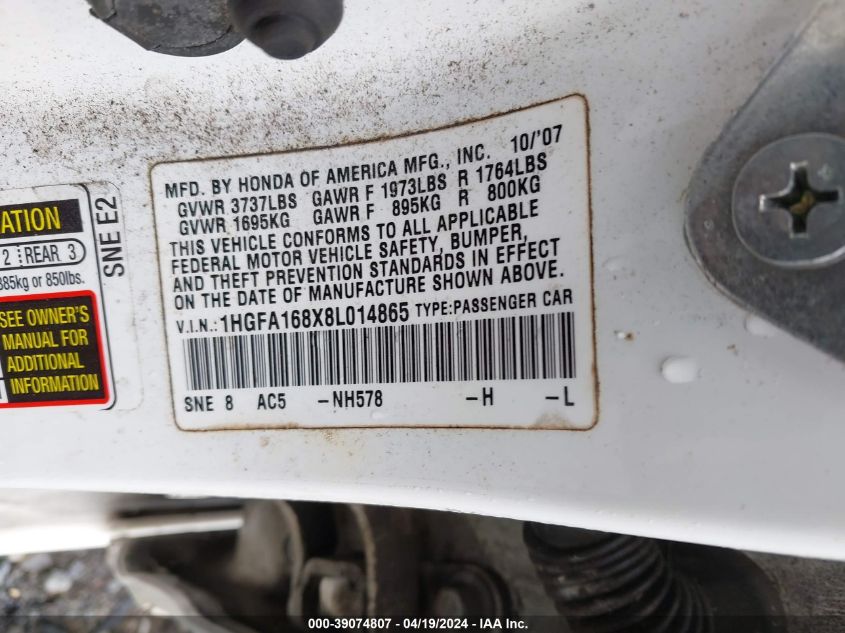 MFD. BY HONDA OF AMERICA MFG., INC. 10/'07
GVWR 3737LBS GAWR F 1973LBS R 1764LBS
GVWR 1695KG GAWR F 895KG R 800KG
THIS VEHICLE CONFORMS TO ALL APPLICABLE
FEDERAL MOTOR VEHICLE SAFETY, BUMPER,
AND THEFT PREVENTION STANDARDS IN EFFECT
ON THE DATE OF MANUFACTURE SHOWN ABOVE.
V.I.N.: 1HGFA168X8L014865 TYPE:PASSENGER CAR
SNE 8 AC5 -NH578 -H -L
ATION
2 REAR 3
385kg or 850lbs.
SEE OWNER'S
MANUAL FOR
ADDITIONAL
INFORMATION
SNE E2
000-39074807 - 04/19/2024 - IAA Inc.